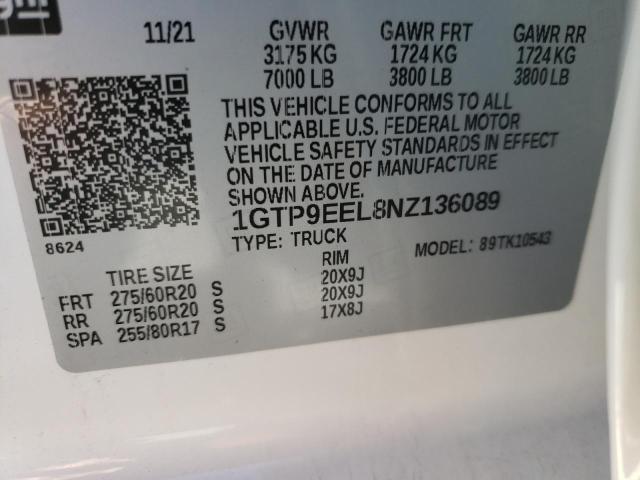 gm
11/21 GVWR GAWR FRT GAWR RR
3175 KG 1724 KG 1724 KG
7000 LB 3800 LB 3800 LB
THIS VEHICLE CONFORMS TO ALL
APPLICABLE U.S. FEDERAL MOTOR
VEHICLE SAFETY STANDARDS IN EFFECT
ON THE DATE OF MANUFACTURE
SHOWN ABOVE.
1GTP9EEL8NZ136089
8624 TYPE: TRUCK MODEL: 89TK10543
TIRE SIZE RIM
FRT 275/60R20 S 20X9J
RR 275/60R20 S 20X9J
SPA 255/80R17 S 17X8J